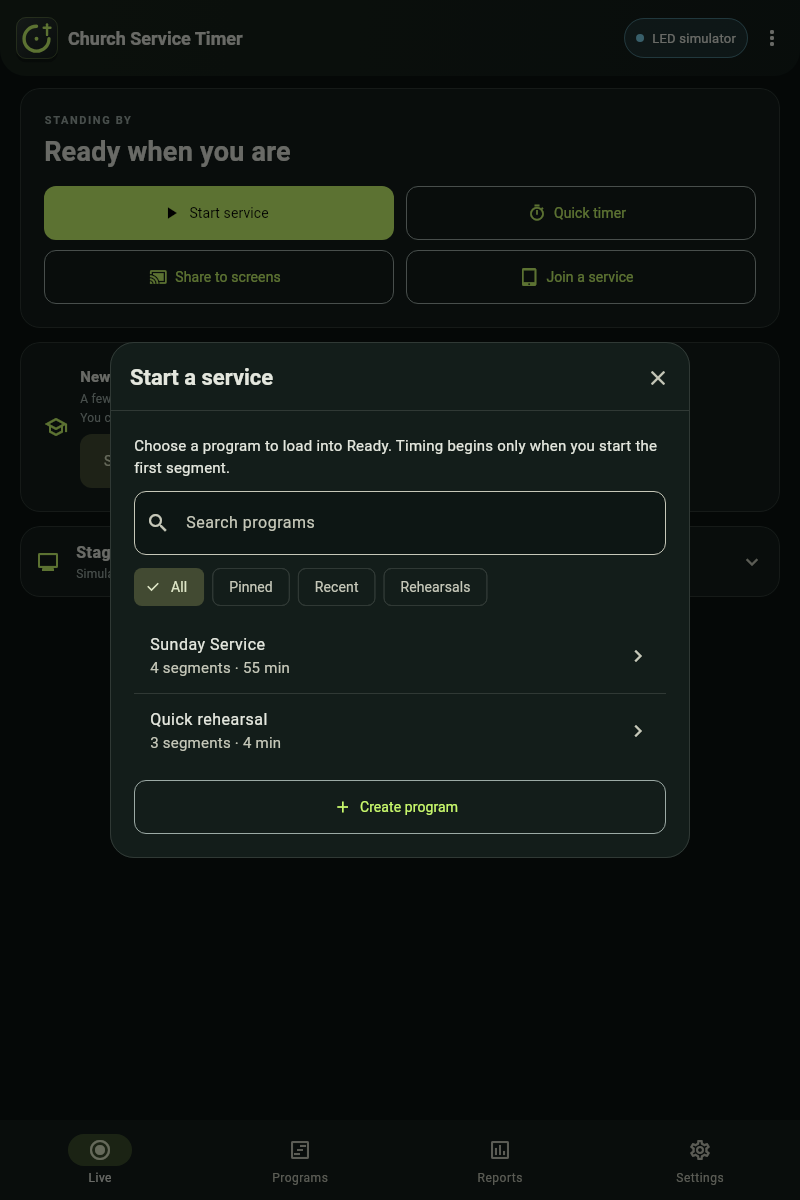 Church Service Timer
LED simulator
STANDING BY
Ready when you are
Start service
Quick timer
Share to screens
Join a service
New
A few
You
Start a service
Choose a program to load into Ready. Timing begins only when you start the
first segment.
Search programs
All
Pinned
Recent
Rehearsals
Sunday Service
4 segments · 55 min
Quick rehearsal
3 segments · 4 min
Create program
Stag
Simula
Live
Programs
Reports
Settings